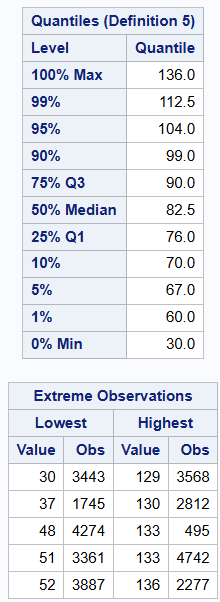 Quantiles (Definition 5)
Level Quantile
100% Max 136.0
99% 112.5
95% 104.0
90% 99.0
75% Q3 90.0
50% Median 82.5
25% Q1 76.0
10% 70.0
5% 67.0
1% 60.0
0% Min 30.0
Extreme Observations
Lowest Highest
Value Obs Value Obs
30 3443 129 3568
37 1745 130 2812
48 4274 133 495
51 3361 133 4742
52 3887 136 2277